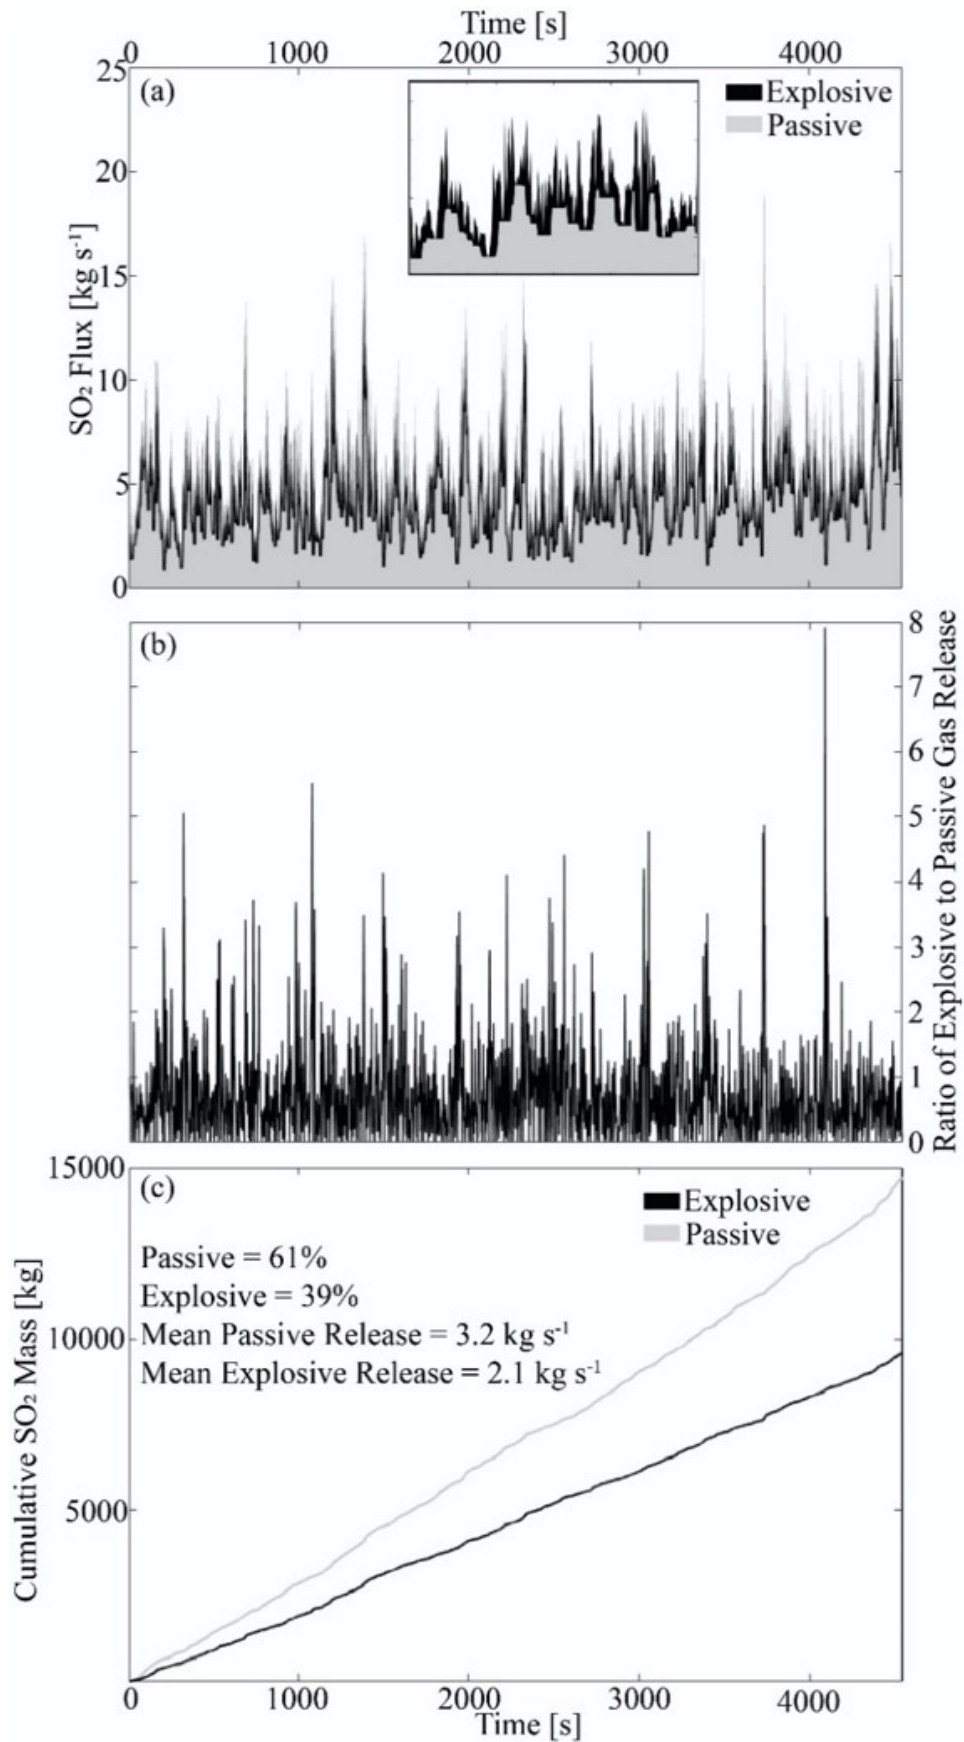 Time [s]
0 1000 2000 3000 4000
25
(a)
Explosive
Passive
20
15
10
5
0
SO₂ Flux [kg s⁻¹]
(b)
8
7
6
5
4
3
2
1
0
Ratio of Explosive to Passive Gas Release
15000
(c)
Explosive
Passive
Passive = 61%
Explosive = 39%
Mean Passive Release = 3.2 kg s⁻¹
Mean Explosive Release = 2.1 kg s⁻¹
10000
5000
Cumulative SO₂ Mass [kg]
0 1000 2000 3000 4000
Time [s]